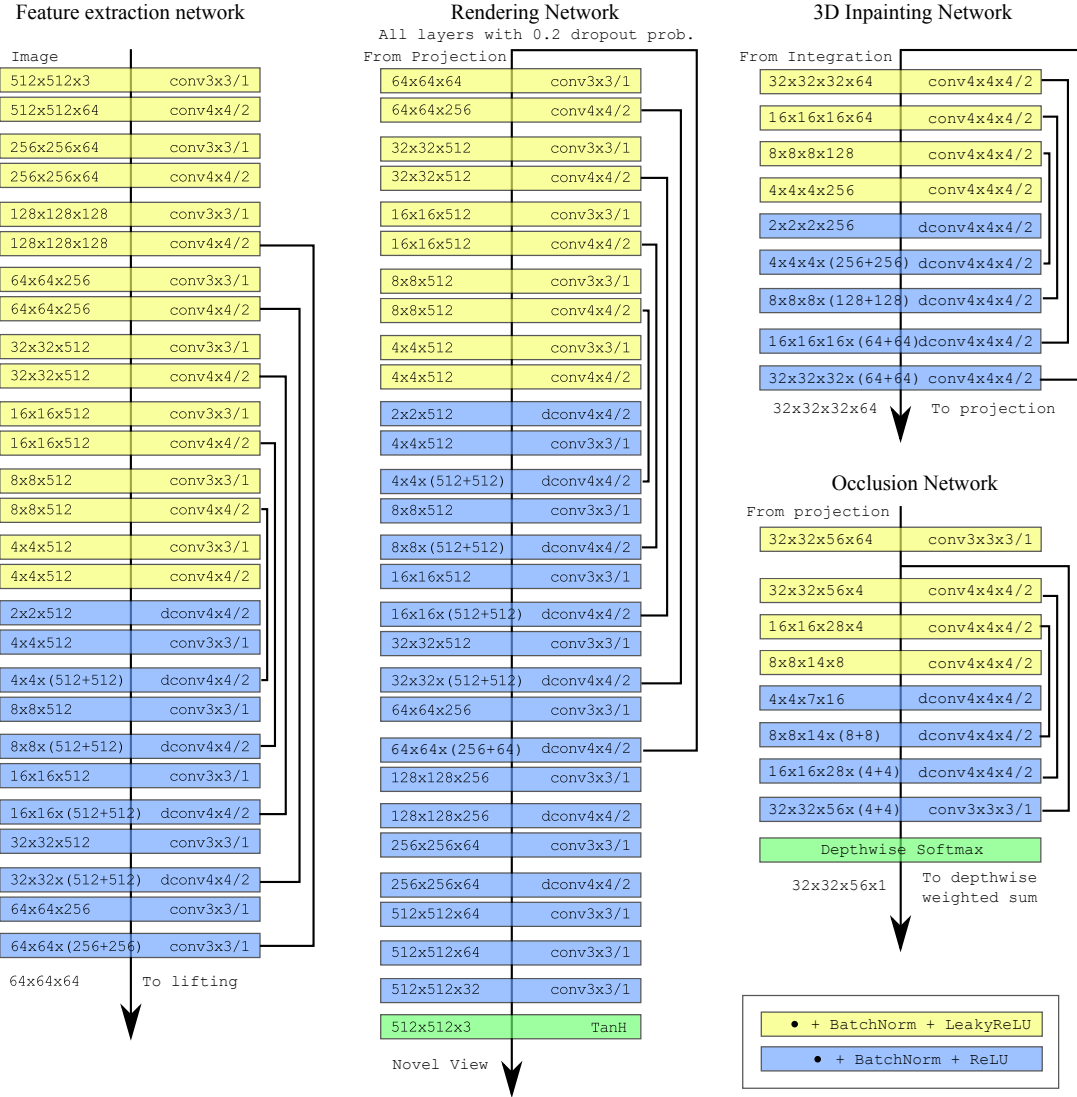 Feature extraction network
Image
512x512x3 conv3x3/1
512x512x64 conv4x4/2
256x256x64 conv3x3/1
256x256x64 conv4x4/2
128x128x128 conv3x3/1
128x128x128 conv4x4/2
64x64x256 conv3x3/1
64x64x256 conv4x4/2
32x32x512 conv3x3/1
32x32x512 conv4x4/2
16x16x512 conv3x3/1
16x16x512 conv4x4/2
8x8x512 conv3x3/1
8x8x512 conv4x4/2
4x4x512 conv3x3/1
4x4x512 conv4x4/2
2x2x512 dconv4x4/2
4x4x512 conv3x3/1
4x4x(512+512) dconv4x4/2
8x8x512 conv3x3/1
8x8x(512+512) dconv4x4/2
16x16x512 conv3x3/1
16x16x(512+512) dconv4x4/2
32x32x512 conv3x3/1
32x32x(512+512) dconv4x4/2
64x64x256 conv3x3/1
64x64x(256+256) conv3x3/1
64x64x64 To lifting
Rendering Network
All layers with 0.2 dropout prob.
From Projection
64x64x64 conv3x3/1
64x64x256 conv4x4/2
32x32x512 conv3x3/1
32x32x512 conv4x4/2
16x16x512 conv3x3/1
16x16x512 conv4x4/2
8x8x512 conv3x3/1
8x8x512 conv4x4/2
4x4x512 conv3x3/1
4x4x512 conv4x4/2
2x2x512 dconv4x4/2
4x4x512 conv3x3/1
4x4x(512+512) dconv4x4/2
8x8x512 conv3x3/1
8x8x(512+512) dconv4x4/2
16x16x512 conv3x3/1
16x16x(512+512) dconv4x4/2
32x32x512 conv3x3/1
32x32x(512+512) dconv4x4/2
64x64x256 conv3x3/1
64x64x(256+64) dconv4x4/2
128x128x256 conv3x3/1
128x128x256 dconv4x4/2
256x256x64 conv3x3/1
256x256x64 dconv4x4/2
512x512x64 conv3x3/1
512x512x64 conv3x3/1
512x512x32 conv3x3/1
512x512x3 TanH
Novel View
3D Inpainting Network
From Integration
32x32x32x64 conv4x4x4/2
16x16x16x64 conv4x4x4/2
8x8x8x128 conv4x4x4/2
4x4x4x256 conv4x4x4/2
2x2x2x256 dconv4x4x4/2
4x4x4x(256+256) dconv4x4x4/2
8x8x8x(128+128) dconv4x4x4/2
16x16x16x(64+64)dconv4x4x4/2
32x32x32x(64+64) conv4x4x4/2
32x32x32x64 To projection
Occlusion Network
From projection
32x32x56x64 conv3x3x3/1
32x32x56x4 conv4x4x4/2
16x16x28x4 conv4x4x4/2
8x8x14x8 conv4x4x4/2
4x4x7x16 dconv4x4x4/2
8x8x14x(8+8) dconv4x4x4/2
16x16x28x(4+4) dconv4x4x4/2
32x32x56x(4+4) conv3x3x3/1
Depthwise Softmax
32x32x56x1 To depthwise
weighted sum
• + BatchNorm + LeakyReLU
• + BatchNorm + ReLU